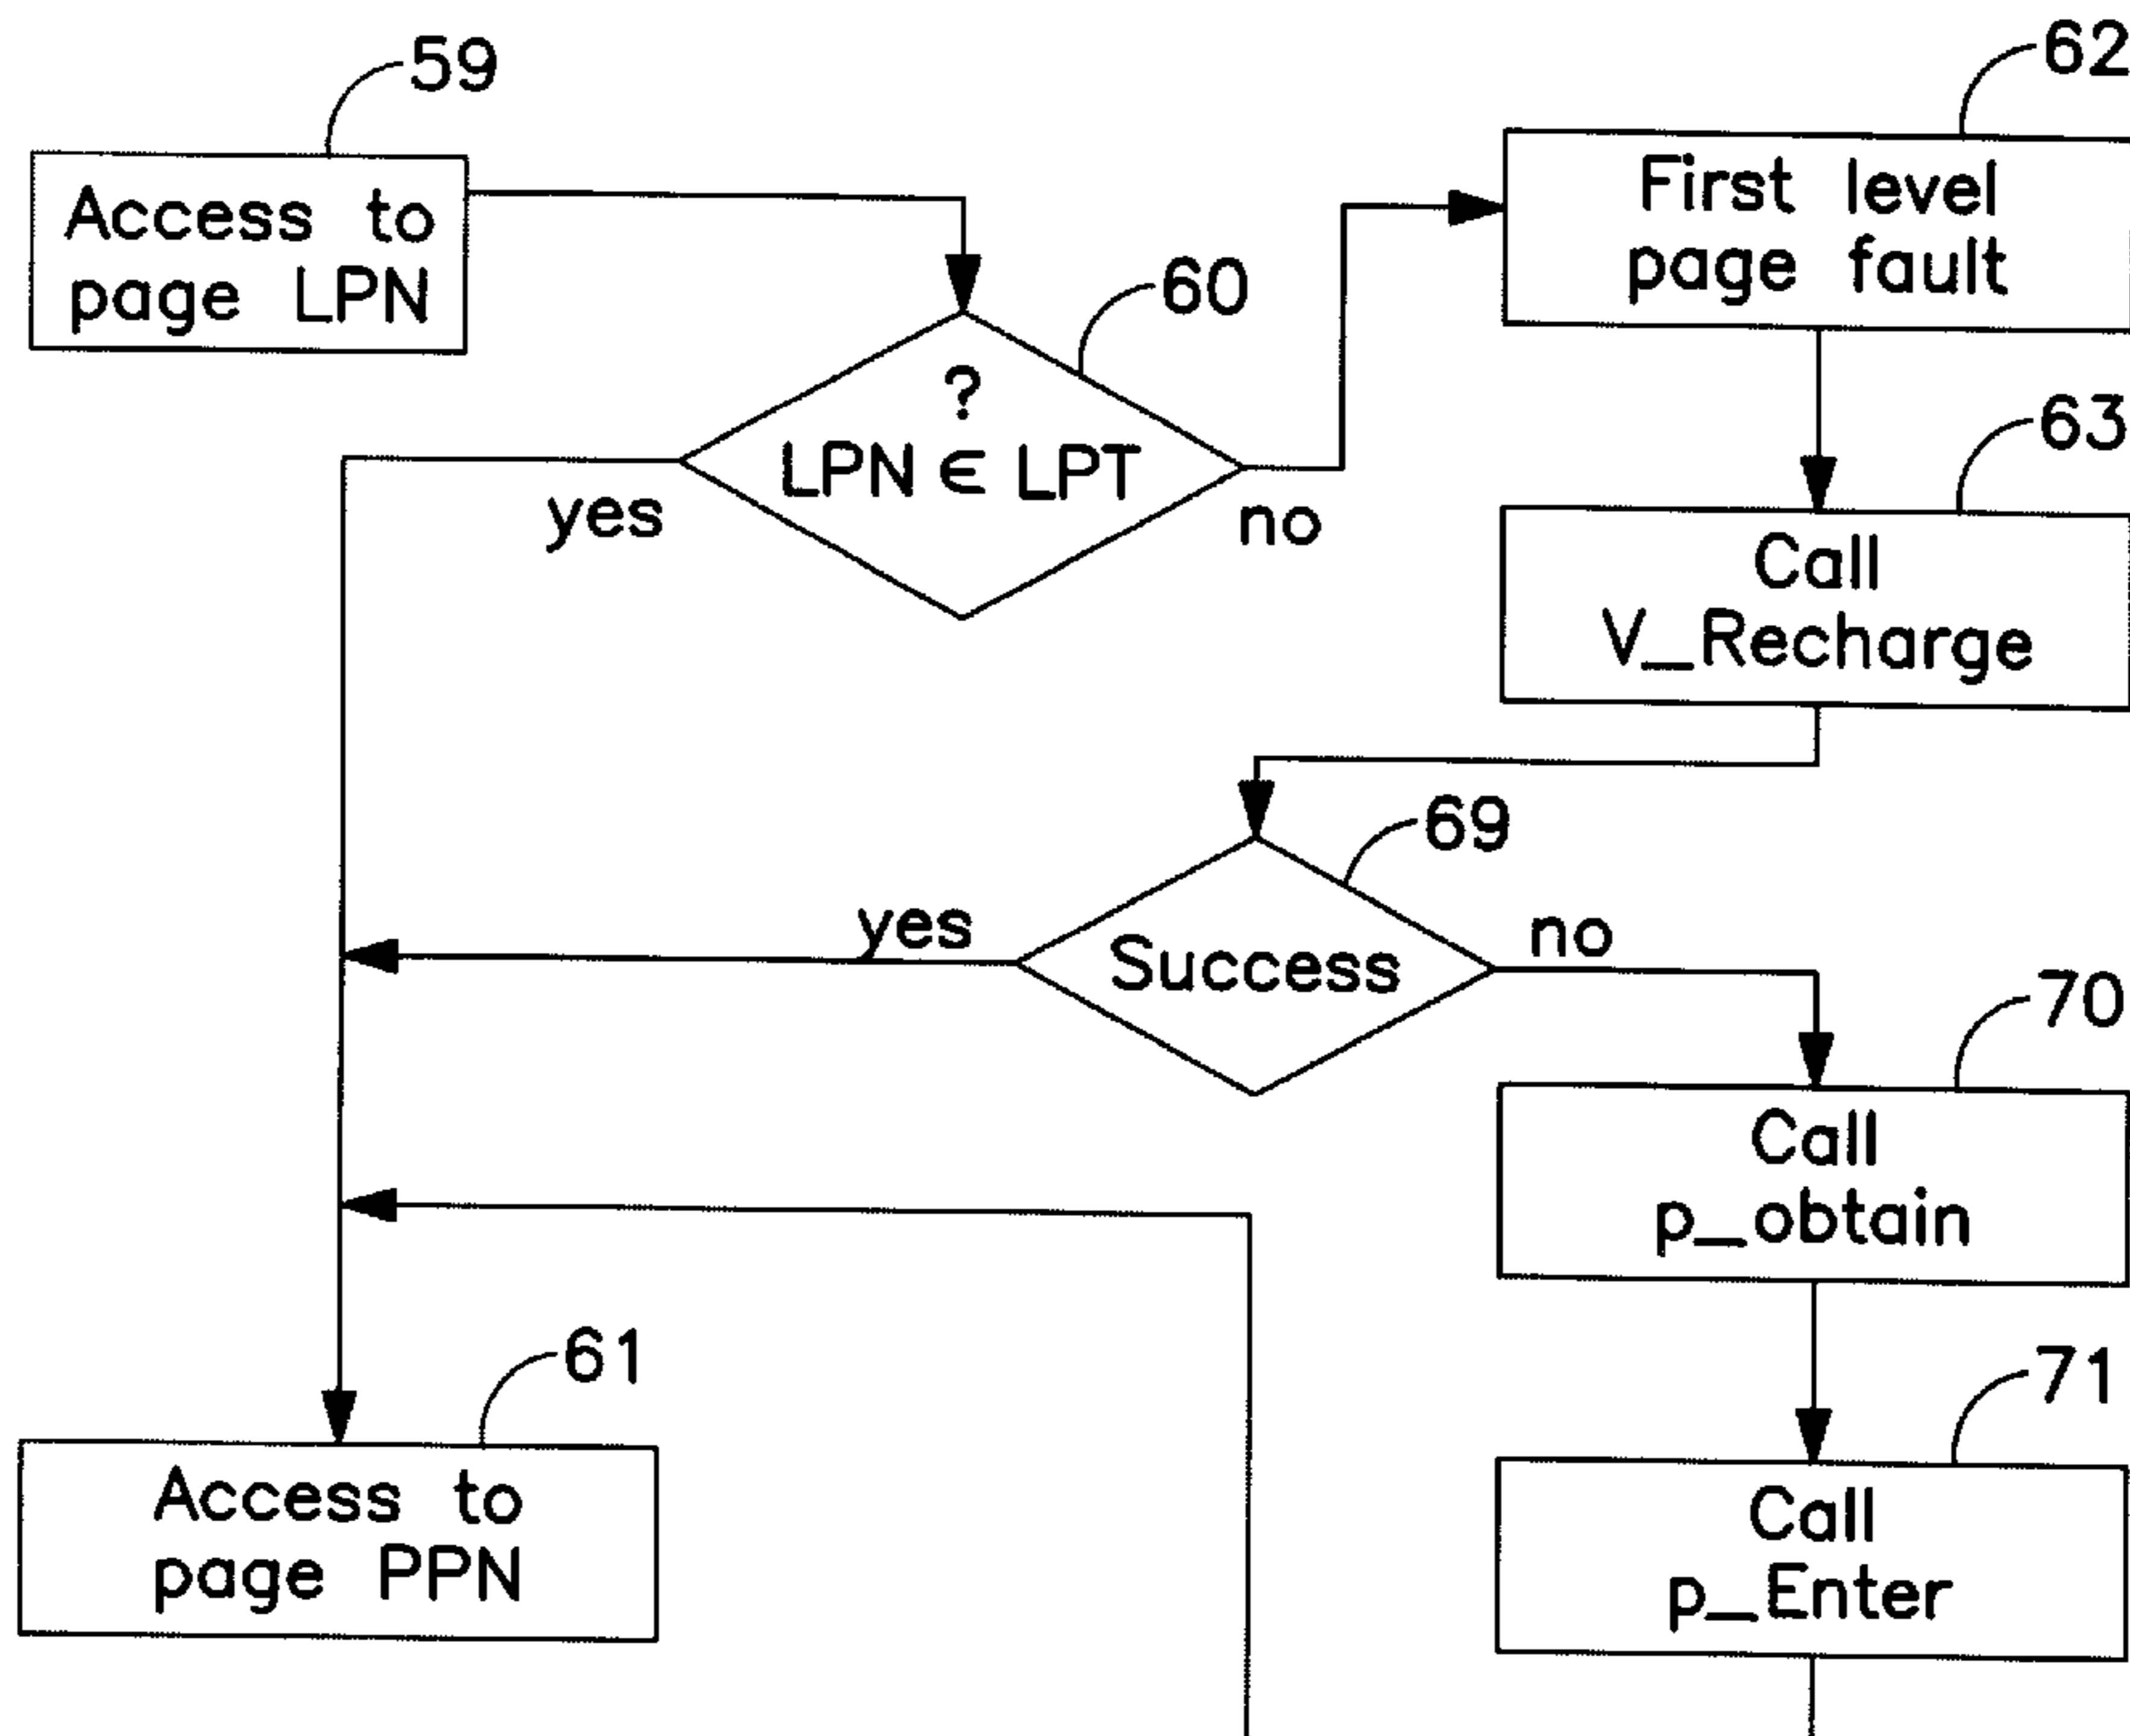 59
Access to
page LPN
60
?
LPN ∈ LPT
yes
no
62
First level
page fault
63
Call
V_Recharge
69
Success
yes
no
70
Call
p_obtain
71
Call
p_Enter
61
Access to
page PPN